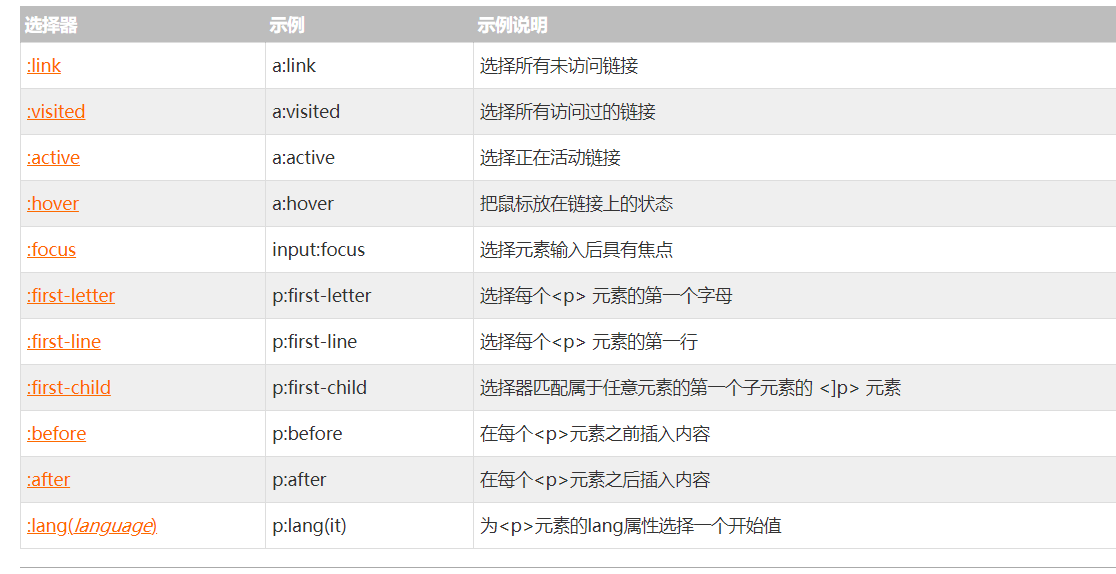 选择器 示例 示例说明
:link a:link 选择所有未访问链接
:visited a:visited 选择所有访问过的链接
:active a:active 选择正在活动链接
:hover a:hover 把鼠标放在链接上的状态
:focus input:focus 选择元素输入后具有焦点
:first-letter p:first-letter 选择每个<p> 元素的第一个字母
:first-line p:first-line 选择每个<p> 元素的第一行
:first-child p:first-child 选择器匹配属于任意元素的第一个子元素的 <]p> 元素
:before p:before 在每个<p>元素之前插入内容
:after p:after 在每个<p>元素之后插入内容
:lang(language) p:lang(it) 为<p>元素的lang属性选择一个开始值